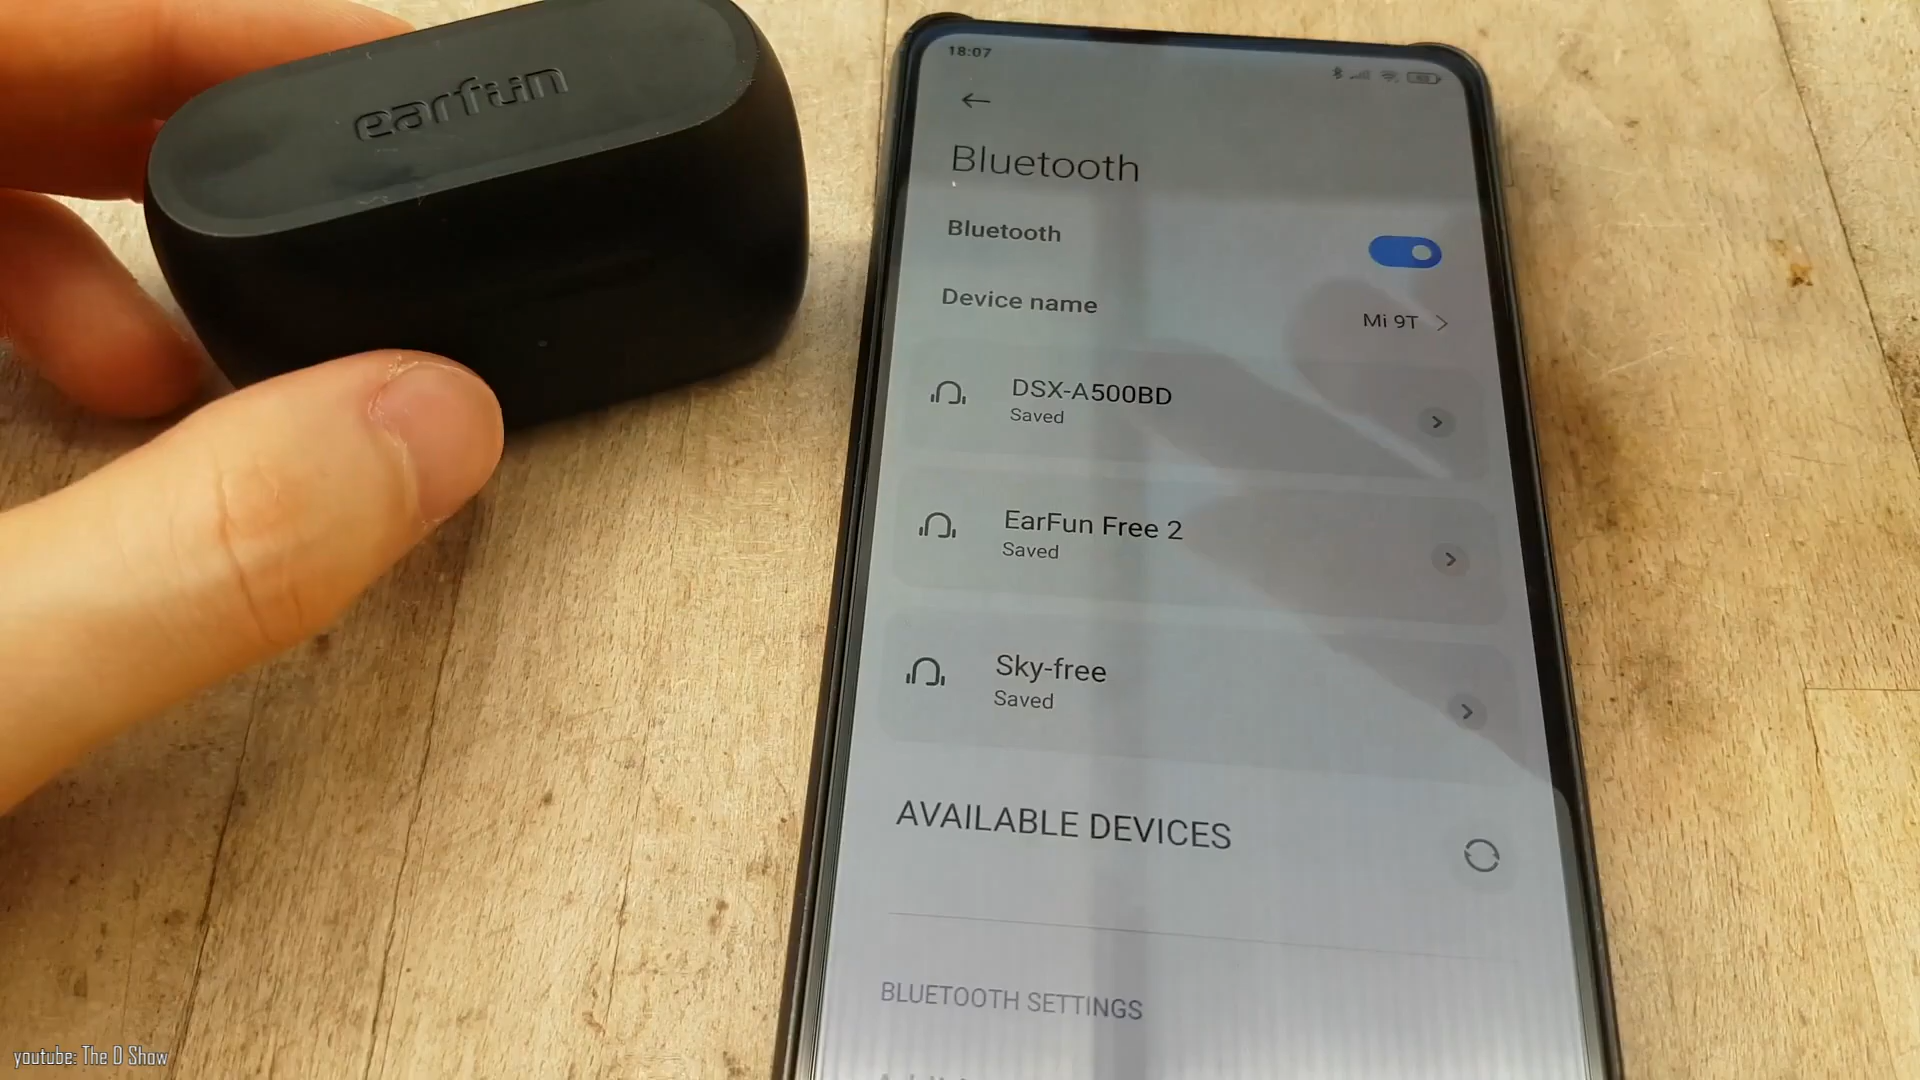 earfun
18:07
Bluetooth
Bluetooth
Device name
Mi 9T
DSX-A500BD
Saved
EarFun Free 2
Saved
Sky-free
Saved
AVAILABLE DEVICES
BLUETOOTH SETTINGS
youtube: The D Show